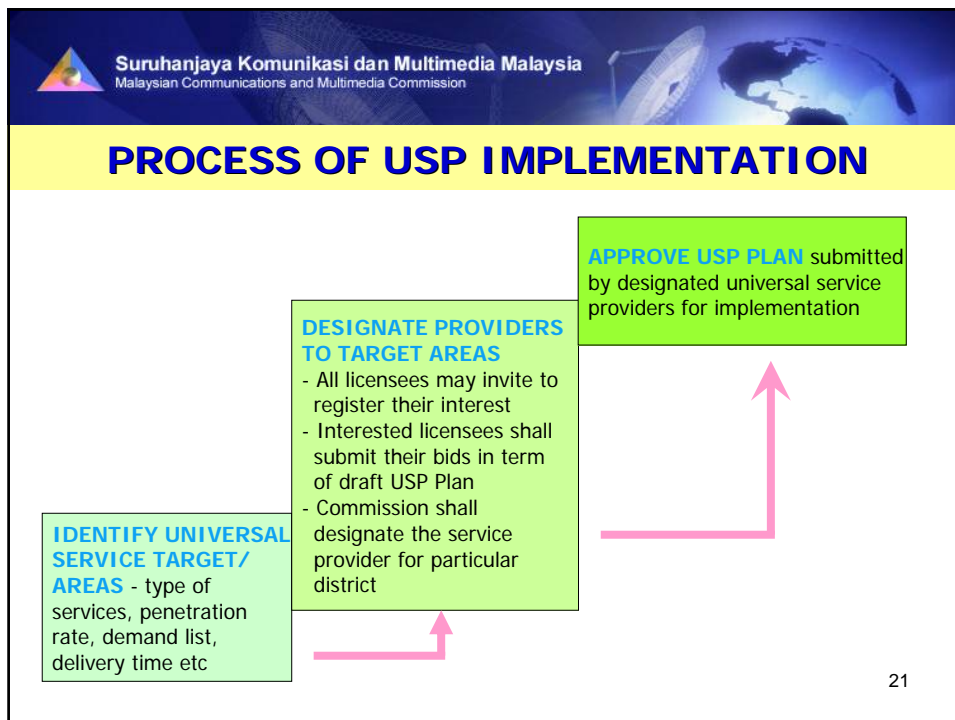 Suruhanjaya Komunikasi dan Multimedia Malaysia
Malaysian Communications and Multimedia Commission
PROCESS OF USP IMPLEMENTATION
IDENTIFY UNIVERSAL
SERVICE TARGET/
AREAS - type of
services, penetration
rate, demand list,
delivery time etc
DESIGNATE PROVIDERS
TO TARGET AREAS
- All licensees may invite to
register their interest
- Interested licensees shall
submit their bids in term
of draft USP Plan
- Commission shall
designate the service
provider for particular
district
APPROVE USP PLAN submitted
by designated universal service
providers for implementation
21